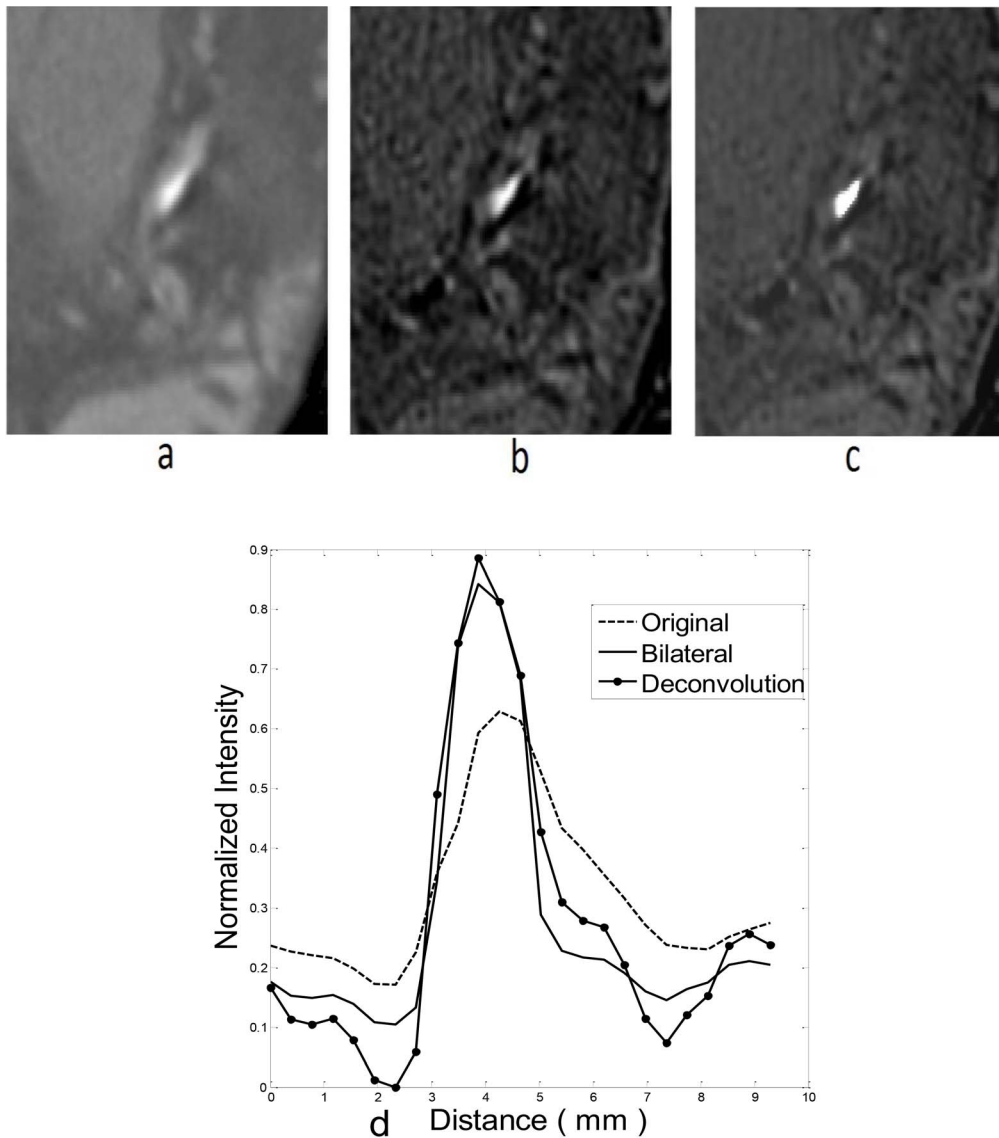 a
b
c
0.9
0.8
0.7
0.6
0.5
0.4
0.3
0.2
0.1
0
Normalized Intensity
Original
Bilateral
Deconvolution
0 1 2 3 4 5 6 7 8 9 10
d
Distance ( mm )